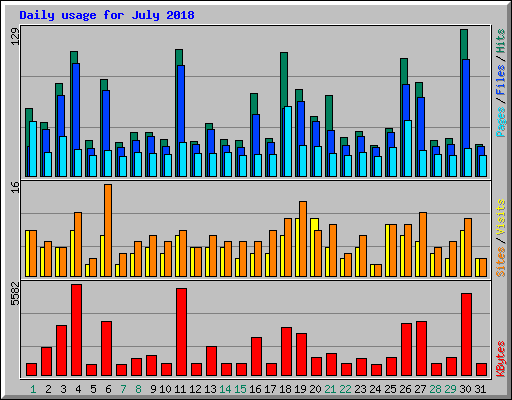 Daily usage for July 2018
129
Pages / Files / Hits
16
Sites / Visits
5582
KBytes
1 2 3 4 5 6 7 8 9 10 11 12 13 14 15 16 17 18 19 20 21 22 23 24 25 26 27 28 29 30 31